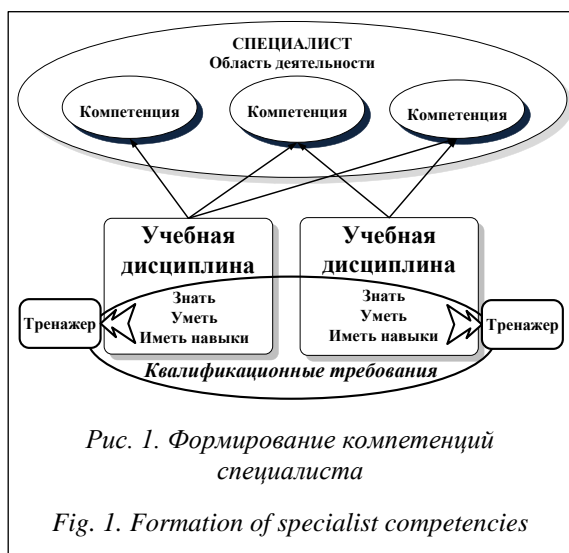 СПЕЦИАЛИСТ
Область деятельности
Компетенция
Компетенция
Компетенция
Учебная
дисциплина
Знать
Уметь
Иметь навыки
Учебная
дисциплина
Знать
Уметь
Иметь навыки
Тренажер
Тренажер
Квалификационные требования
Рис. 1. Формирование компетенций
специалиста
Fig. 1. Formation of specialist competencies